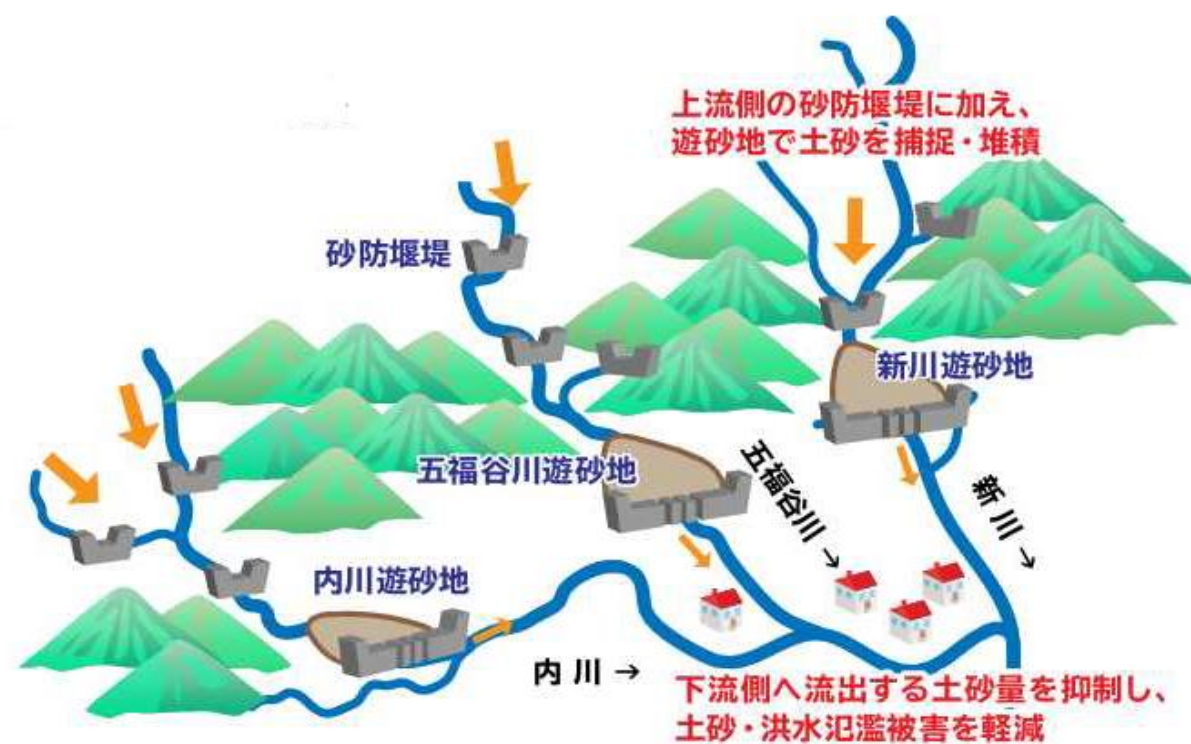 上流側の砂防堰堤に加え、
遊砂地で土砂を捕捉・堆積
砂防堰堤
新川遊砂地
五福谷川遊砂地
五福谷川→
新川→
内川遊砂地
内川→
下流側へ流出する土砂量を抑制し、
土砂・洪水氾濫被害を軽減